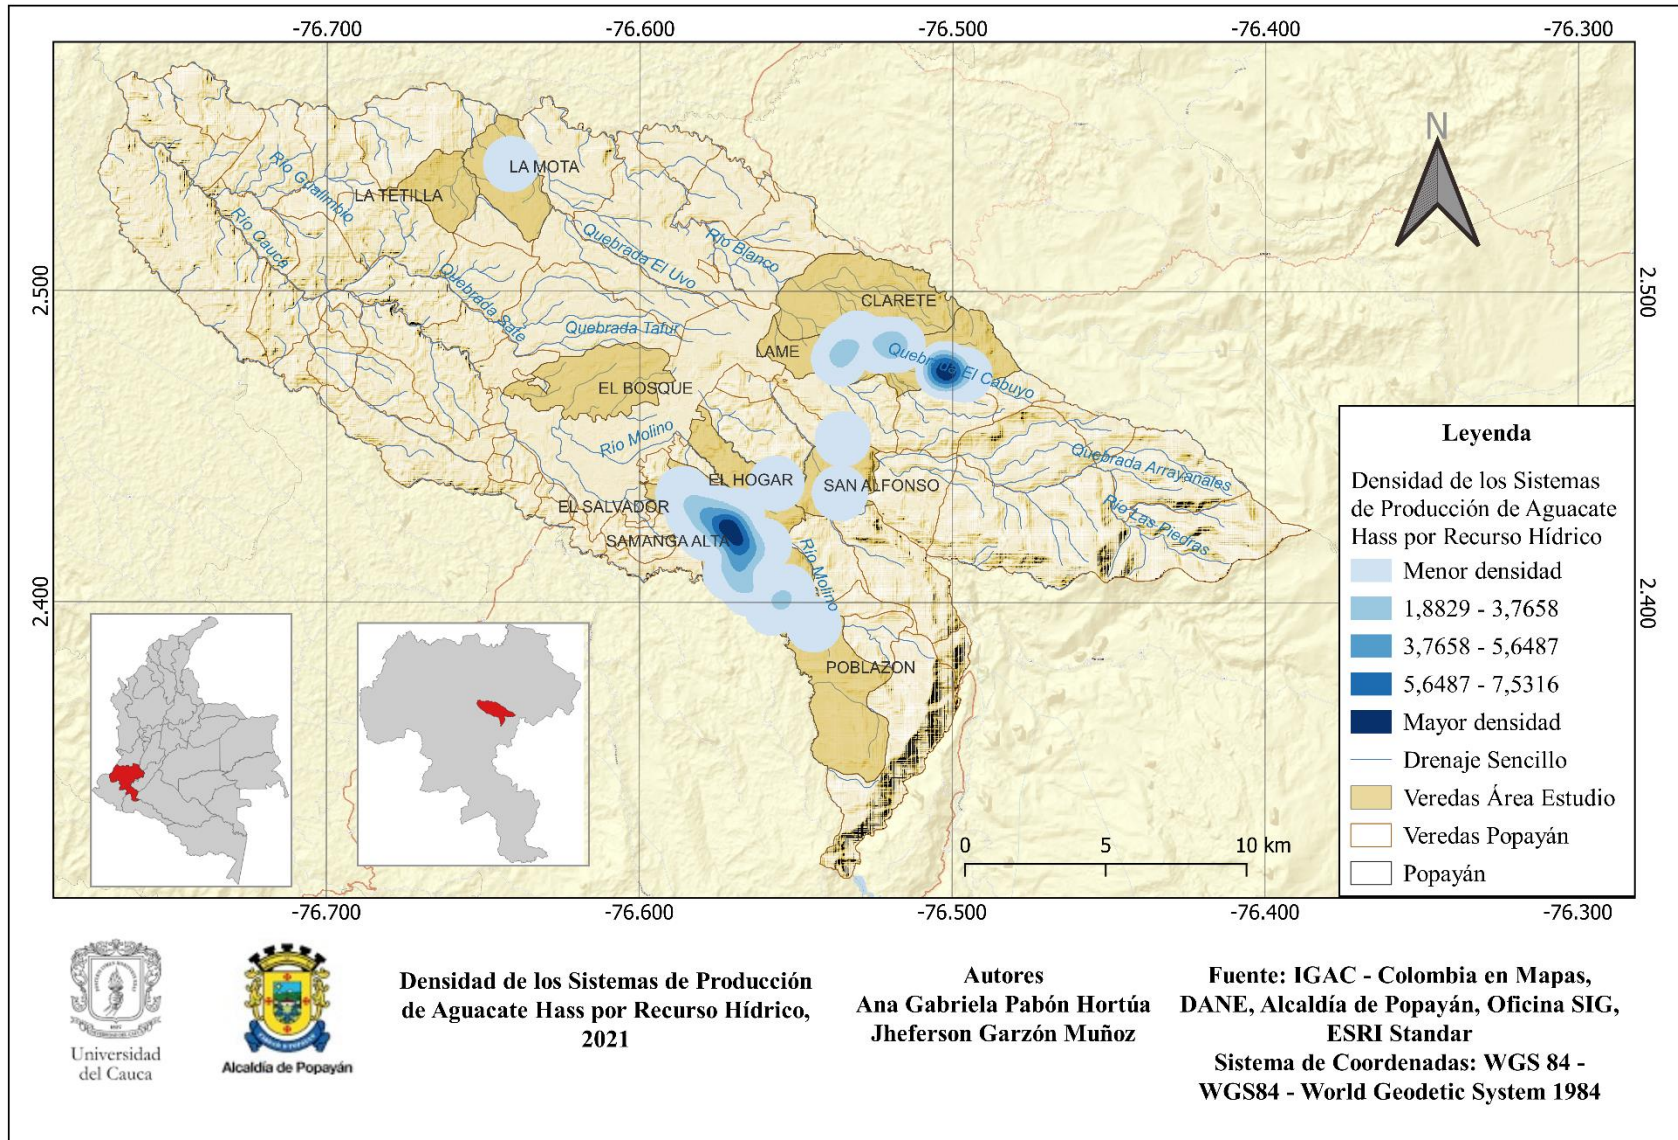 -76.700
-76.600
-76.500
-76.400
-76.300
N
LA MOTA
LA TETILLA
Río Gualimbío
Río Cauca
Quebrada El Uvo
Río Blanco
2.500
2.500
CLARETE
Quebrada Saté
Quebrada Tafur
LAME
Quebrada El Cabuyo
EL BOSQUE
Río Molino
Quebrada Arrayanales
EL HOGAR
SAN ALFONSO
EL SALVADOR
Río Las Piedras
SAMANGA ALTA
Río Molino
2.400
2.400
POBLAZON
0 5 10 km
Leyenda
Densidad de los Sistemas
de Producción de Aguacate
Hass por Recurso Hídrico
Menor densidad
1,8829 - 3,7658
3,7658 - 5,6487
5,6487 - 7,5316
Mayor densidad
Drenaje Sencillo
Veredas Área Estudio
Veredas Popayán
Popayán
-76.700
-76.600
-76.500
-76.400
-76.300
Universidad
del Cauca
Alcaldía de Popayán
Densidad de los Sistemas de Producción
de Aguacate Hass por Recurso Hídrico,
2021
Autores
Ana Gabriela Pabón Hortúa
Jheferson Garzón Muñoz
Fuente: IGAC - Colombia en Mapas,
DANE, Alcaldía de Popayán, Oficina SIG,
ESRI Standar
Sistema de Coordenadas: WGS 84 -
WGS84 - World Geodetic System 1984